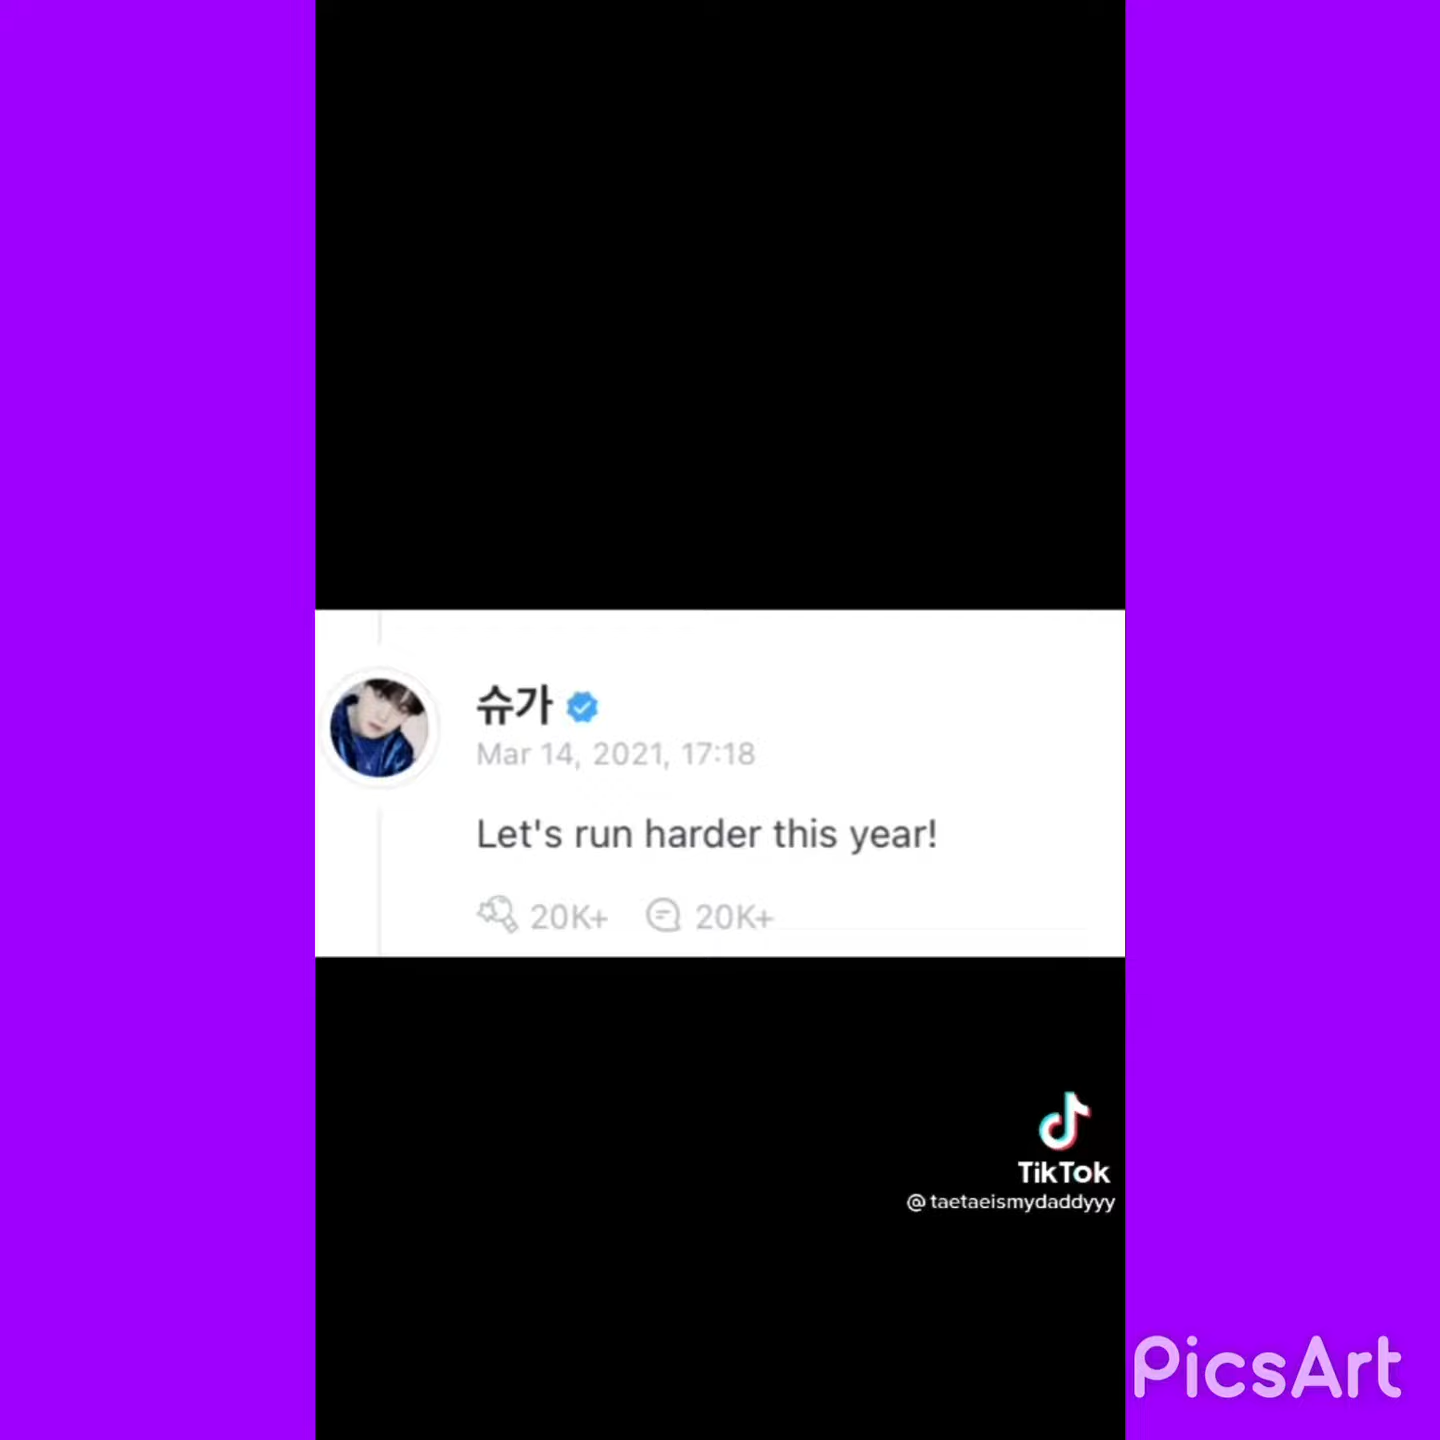 슈가
Mar 14, 2021, 17:18
Let's run harder this year!
20K+ 20K+
TikTok
@taetaeismydaddyyy
PicsArt